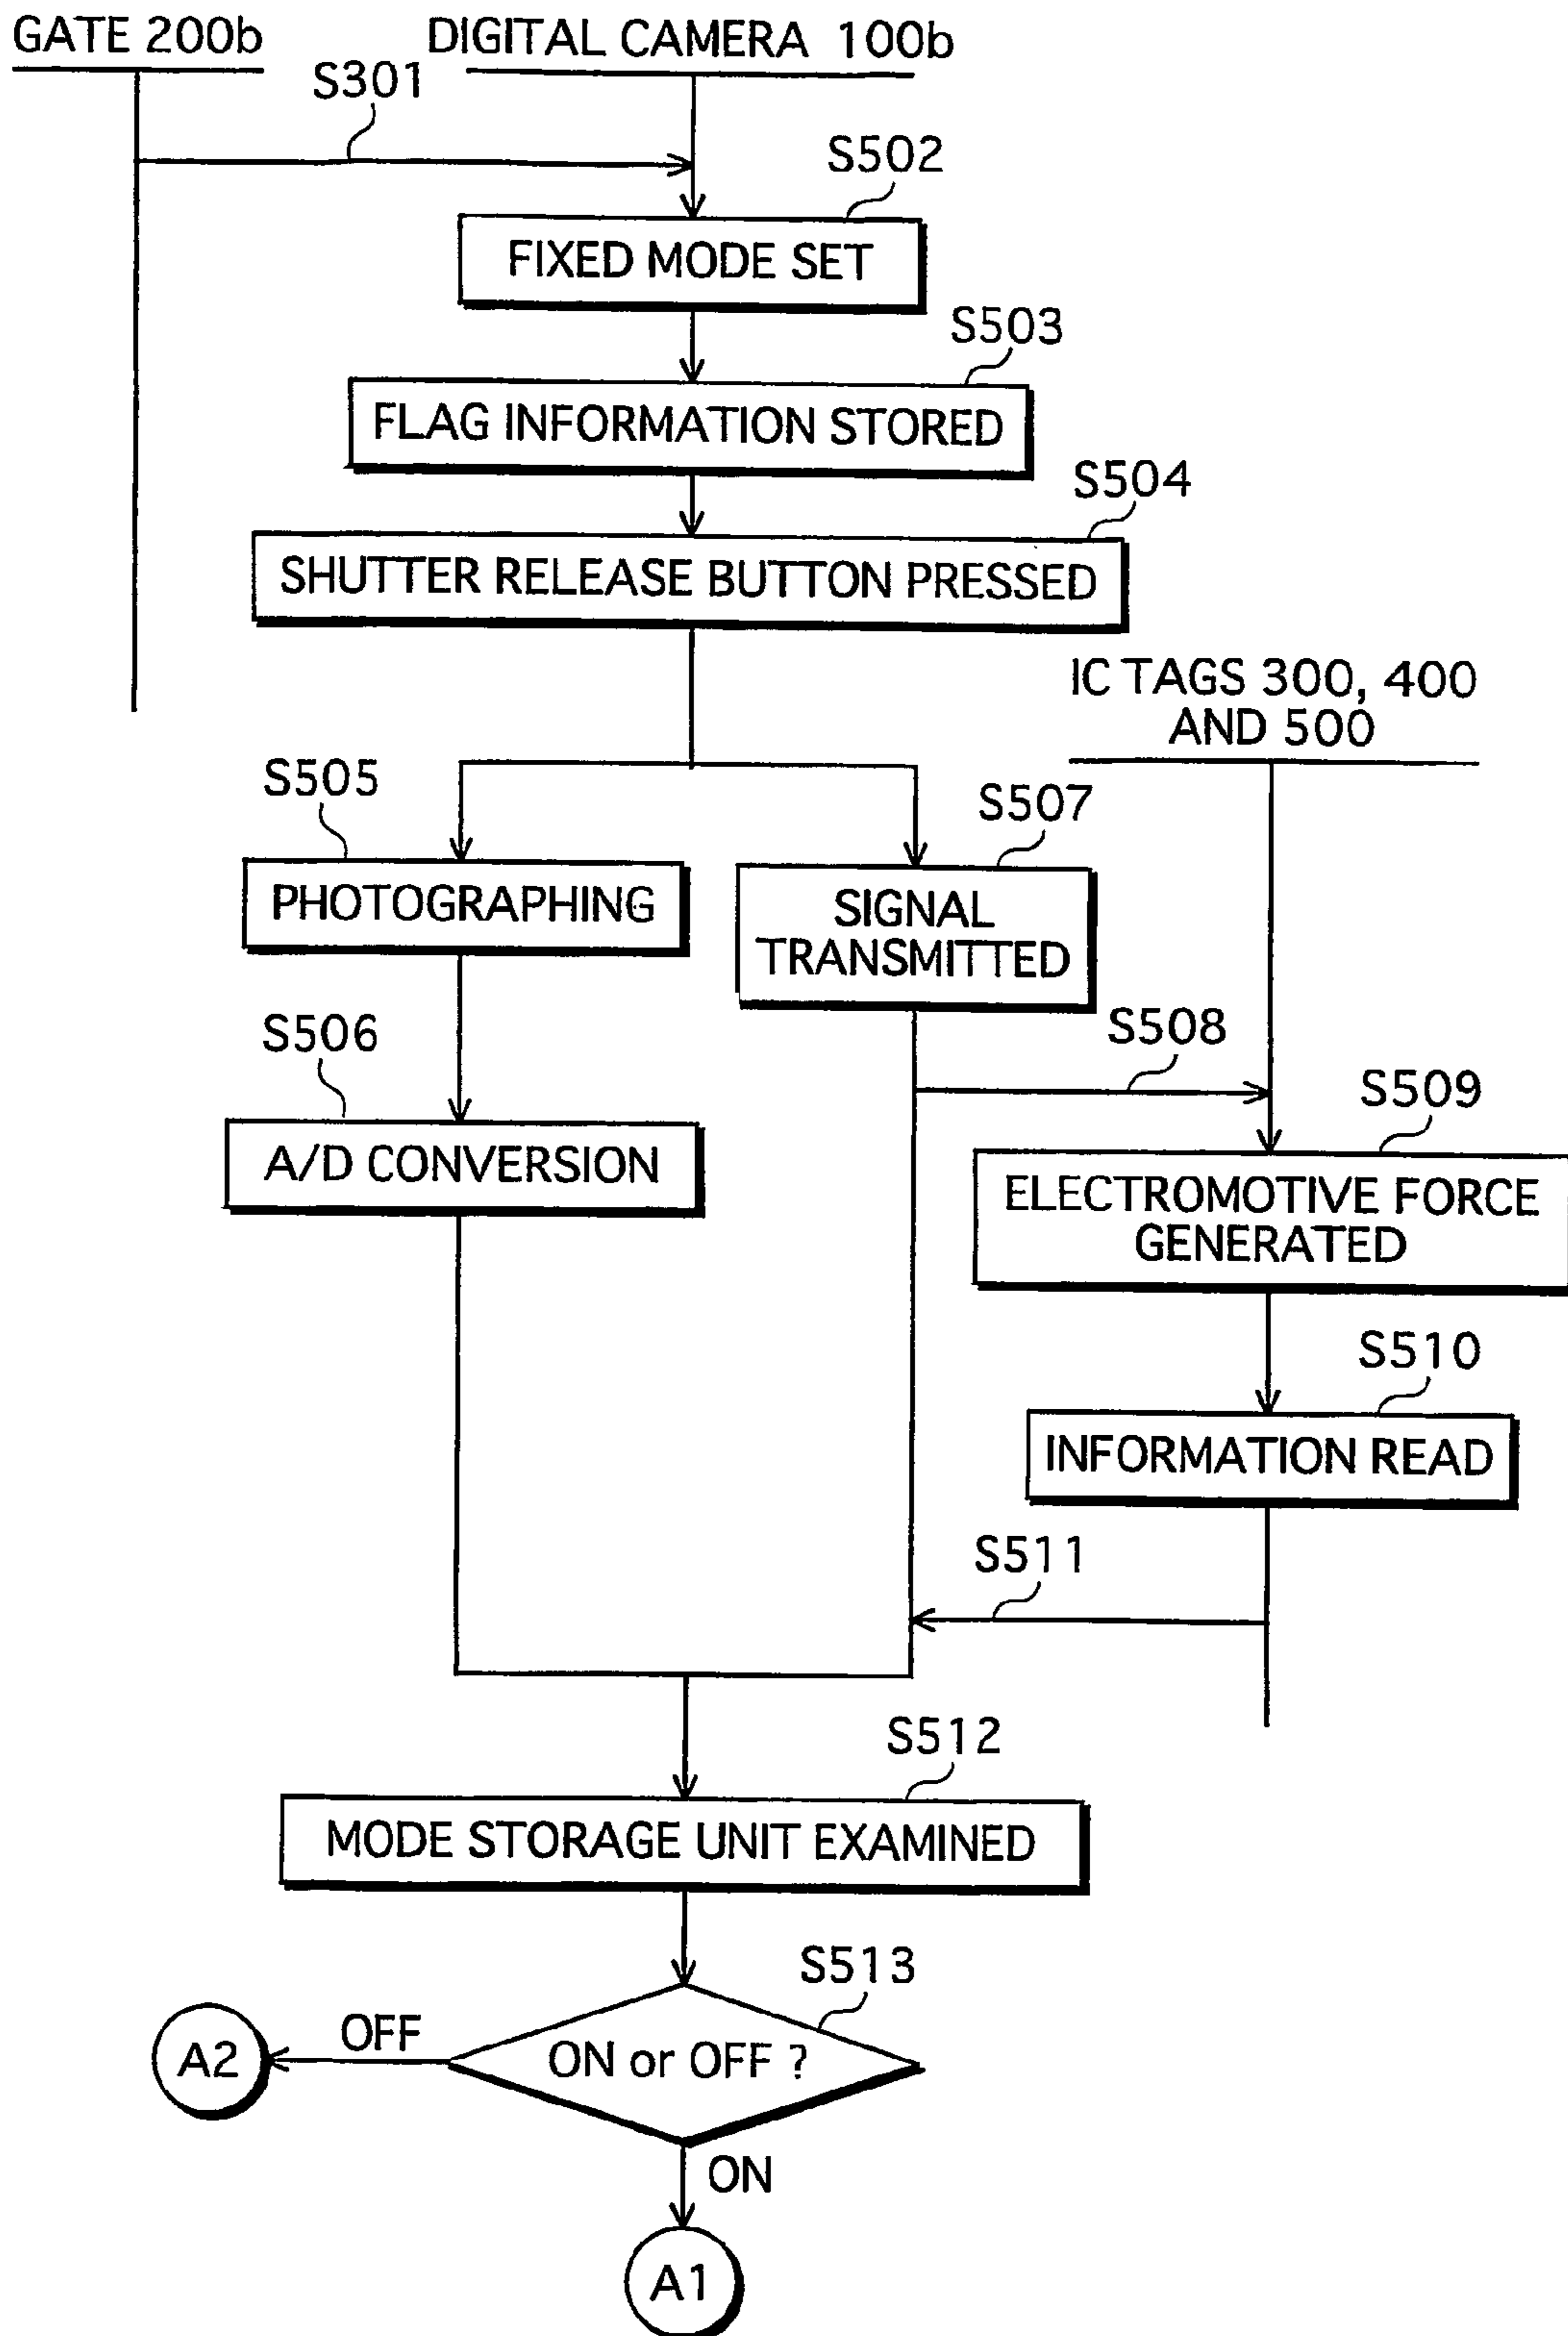 GATE 200b
DIGITAL CAMERA 100b
S301
S502
FIXED MODE SET
S503
FLAG INFORMATION STORED
S504
SHUTTER RELEASE BUTTON PRESSED
IC TAGS 300, 400
AND 500
S505
S507
PHOTOGRAPHING
SIGNAL
TRANSMITTED
S506
S508
S509
A/D CONVERSION
ELECTROMOTIVE FORCE
GENERATED
S510
INFORMATION READ
S511
S512
MODE STORAGE UNIT EXAMINED
S513
OFF
A2
ON or OFF ?
ON
A1